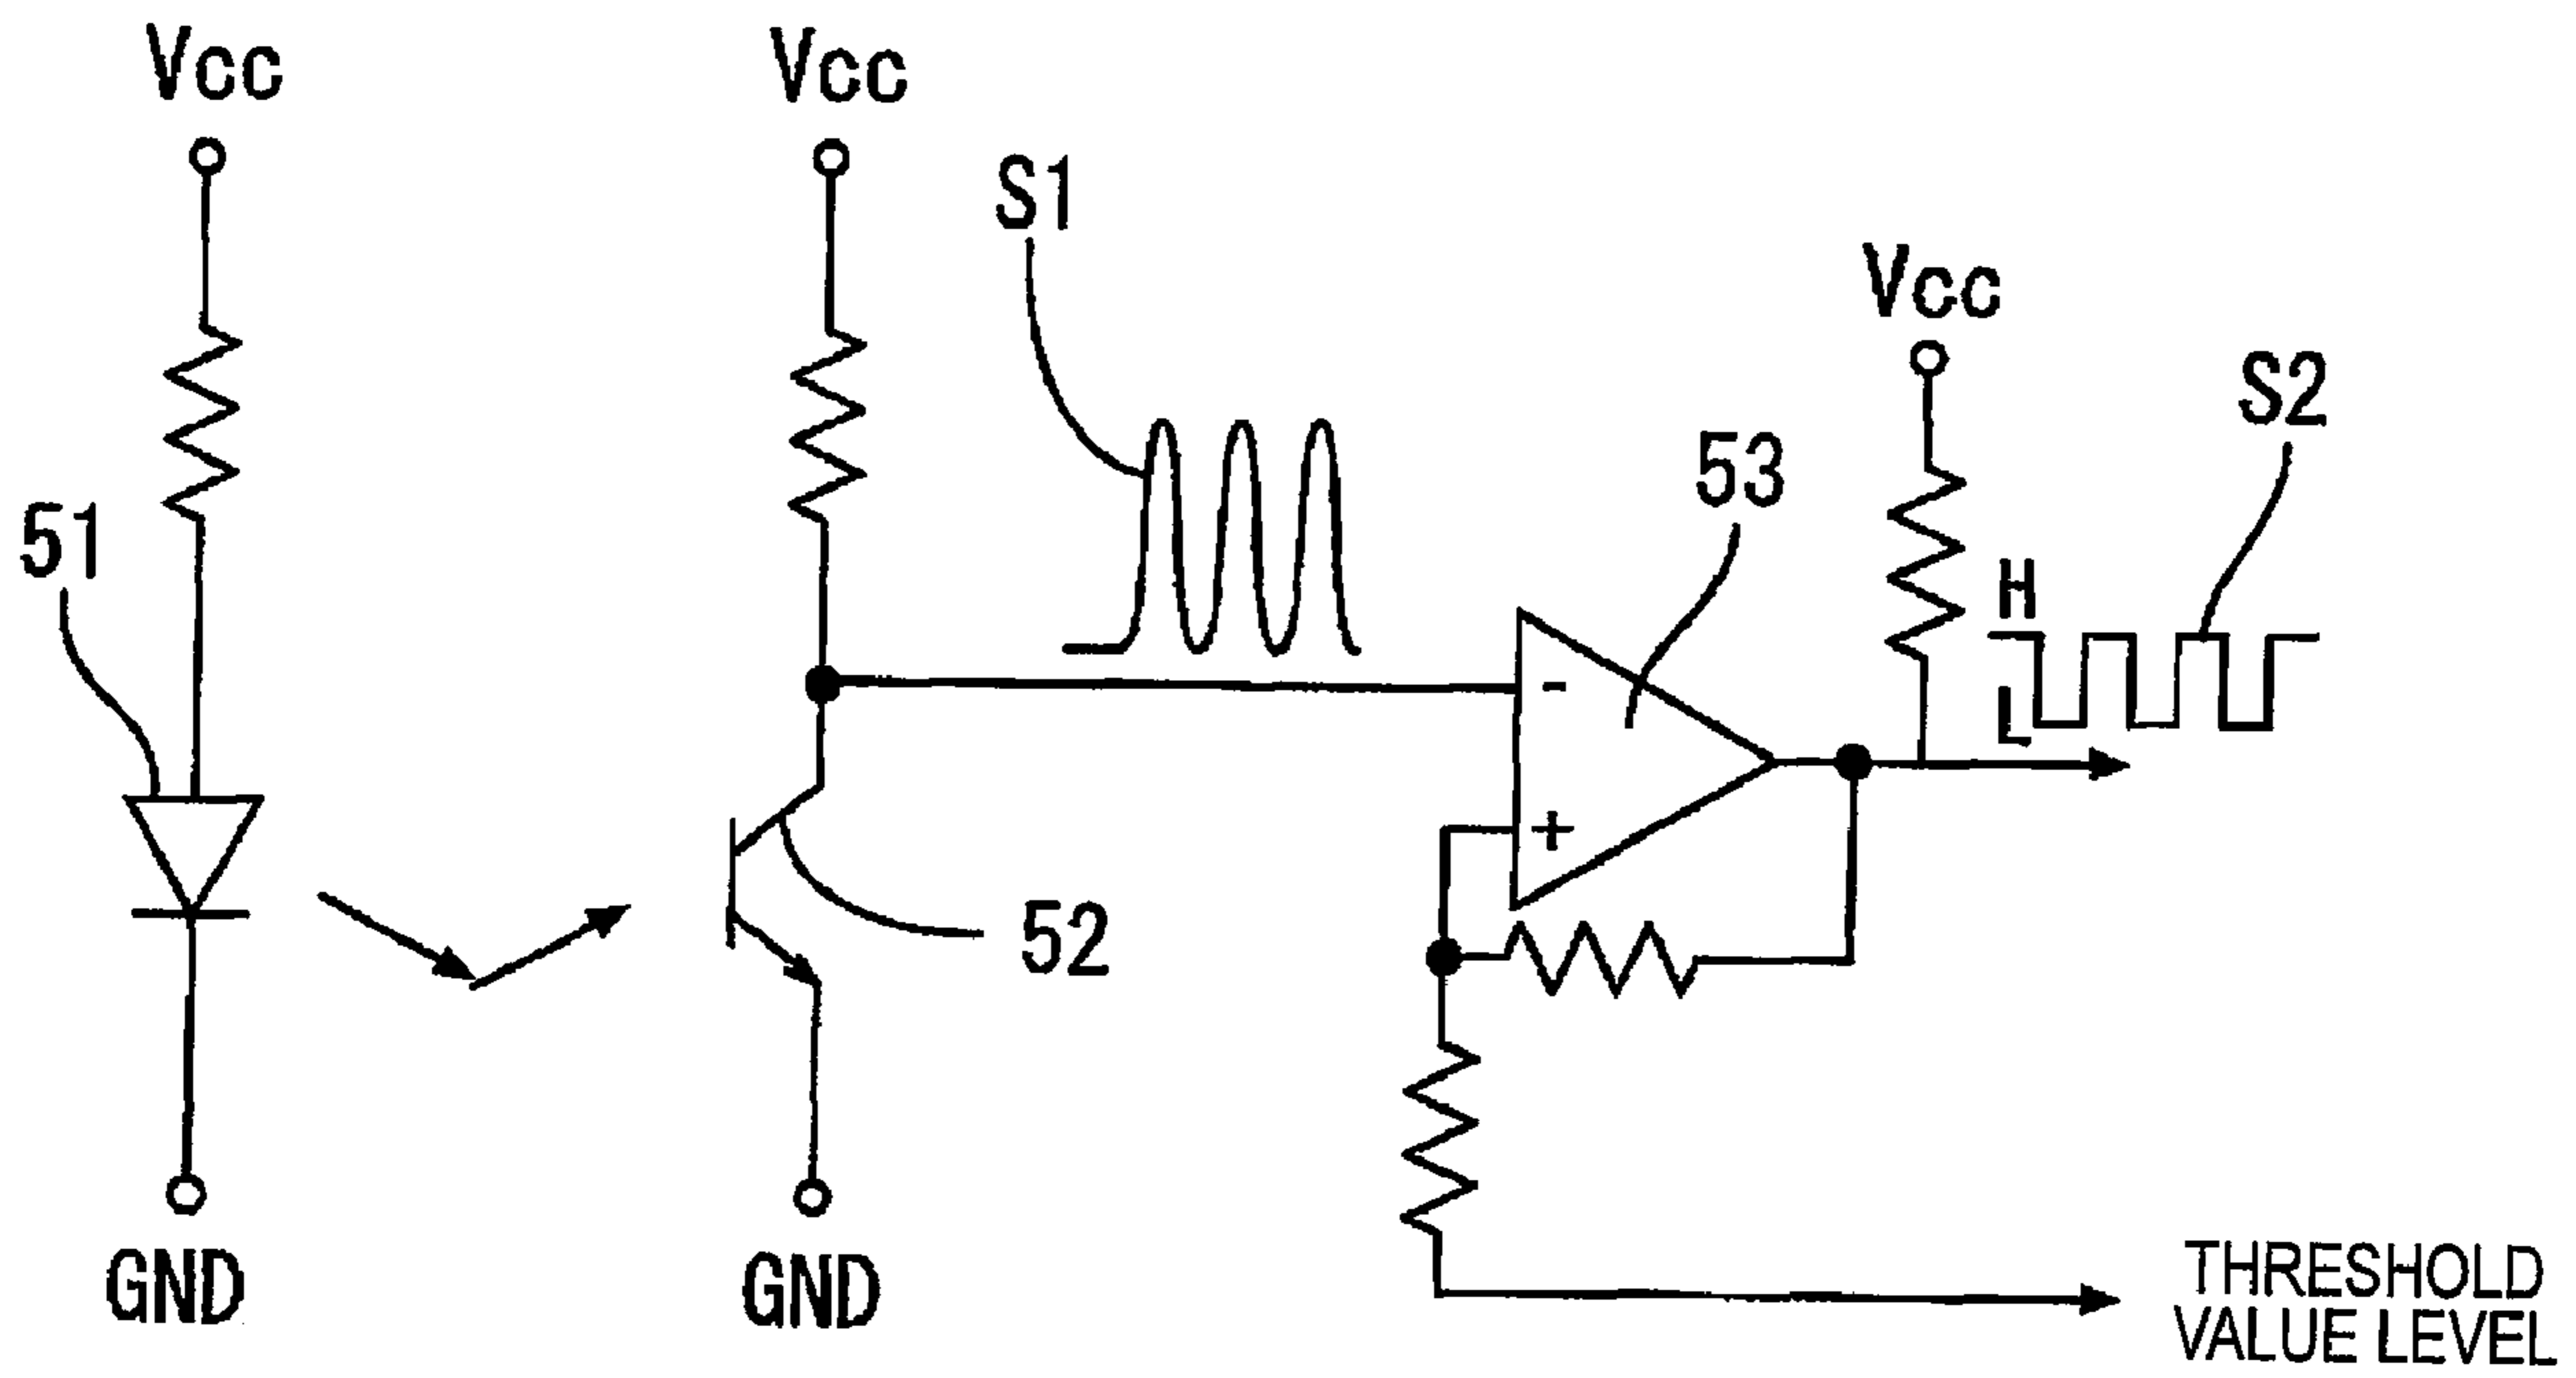 Vcc
Vcc
S1
Vcc
S2
53
51
H
L
-
+
52
GND
GND
THRESHOLD
VALUE LEVEL